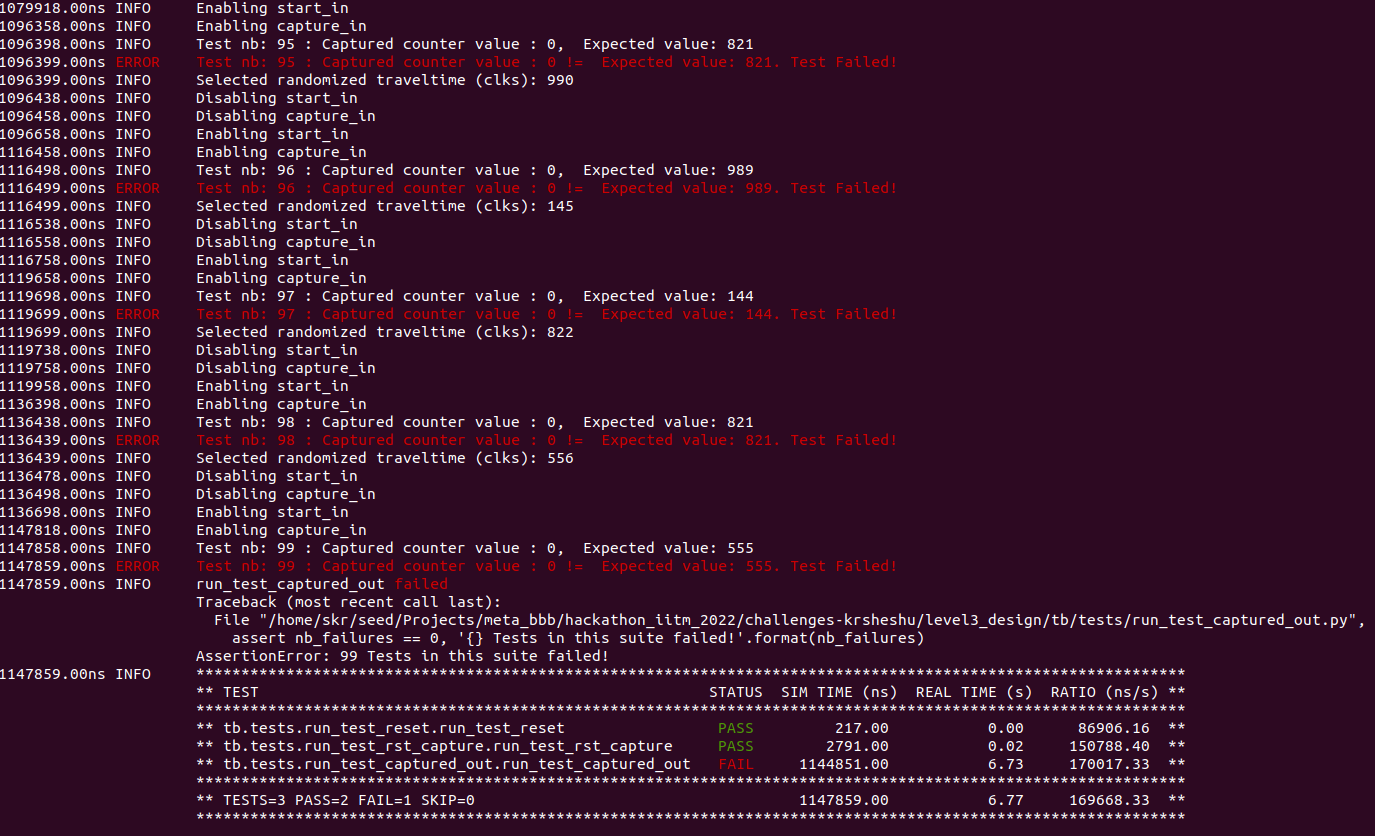 1079918.00ns INFO     Enabling start_in
1096358.00ns INFO     Enabling capture_in
1096398.00ns INFO     Test nb: 95 : Captured counter value : 0,  Expected value: 821
1096399.00ns ERROR    Test nb: 95 : Captured counter value : 0 !=  Expected value: 821. Test Failed!
1096399.00ns INFO     Selected randomized traveltime (clks): 990
1096438.00ns INFO     Disabling start_in
1096458.00ns INFO     Disabling capture_in
1096658.00ns INFO     Enabling start_in
1116458.00ns INFO     Enabling capture_in
1116498.00ns INFO     Test nb: 96 : Captured counter value : 0,  Expected value: 989
1116499.00ns ERROR    Test nb: 96 : Captured counter value : 0 !=  Expected value: 989. Test Failed!
1116499.00ns INFO     Selected randomized traveltime (clks): 145
1116538.00ns INFO     Disabling start_in
1116558.00ns INFO     Disabling capture_in
1116758.00ns INFO     Enabling start_in
1119658.00ns INFO     Enabling capture_in
1119698.00ns INFO     Test nb: 97 : Captured counter value : 0,  Expected value: 144
1119699.00ns ERROR    Test nb: 97 : Captured counter value : 0 !=  Expected value: 144. Test Failed!
1119699.00ns INFO     Selected randomized traveltime (clks): 822
1119738.00ns INFO     Disabling start_in
1119758.00ns INFO     Disabling capture_in
1119958.00ns INFO     Enabling start_in
1136398.00ns INFO     Enabling capture_in
1136438.00ns INFO     Test nb: 98 : Captured counter value : 0,  Expected value: 821
1136439.00ns ERROR    Test nb: 98 : Captured counter value : 0 !=  Expected value: 821. Test Failed!
1136439.00ns INFO     Selected randomized traveltime (clks): 556
1136478.00ns INFO     Disabling start_in
1136498.00ns INFO     Disabling capture_in
1136698.00ns INFO     Enabling start_in
1147818.00ns INFO     Enabling capture_in
1147858.00ns INFO     Test nb: 99 : Captured counter value : 0,  Expected value: 555
1147859.00ns ERROR    Test nb: 99 : Captured counter value : 0 !=  Expected value: 555. Test Failed!
1147859.00ns INFO     run_test_captured_out failed
                      Traceback (most recent call last):
                        File "/home/skr/seed/Projects/meta_bbb/hackathon_iitm_2022/challenges-krsheshu/level3_design/tb/tests/run_test_captured_out.py",
                          assert nb_failures == 0, '{} Tests in this suite failed!'.format(nb_failures)
                      AssertionError: 99 Tests in this suite failed!
1147859.00ns INFO     **************************************************************************************************************
                      ** TEST                                                  STATUS  SIM TIME (ns)  REAL TIME (s)  RATIO (ns/s) **
                      **************************************************************************************************************
                      ** tb.tests.run_test_reset.run_test_reset                 PASS         217.00           0.00      86906.16  **
                      ** tb.tests.run_test_rst_capture.run_test_rst_capture     PASS        2791.00           0.02     150788.40  **
                      ** tb.tests.run_test_captured_out.run_test_captured_out   FAIL     1144851.00           6.73     170017.33  **
                      **************************************************************************************************************
                      ** TESTS=3 PASS=2 FAIL=1 SKIP=0                                    1147859.00           6.77     169668.33  **
                      **************************************************************************************************************